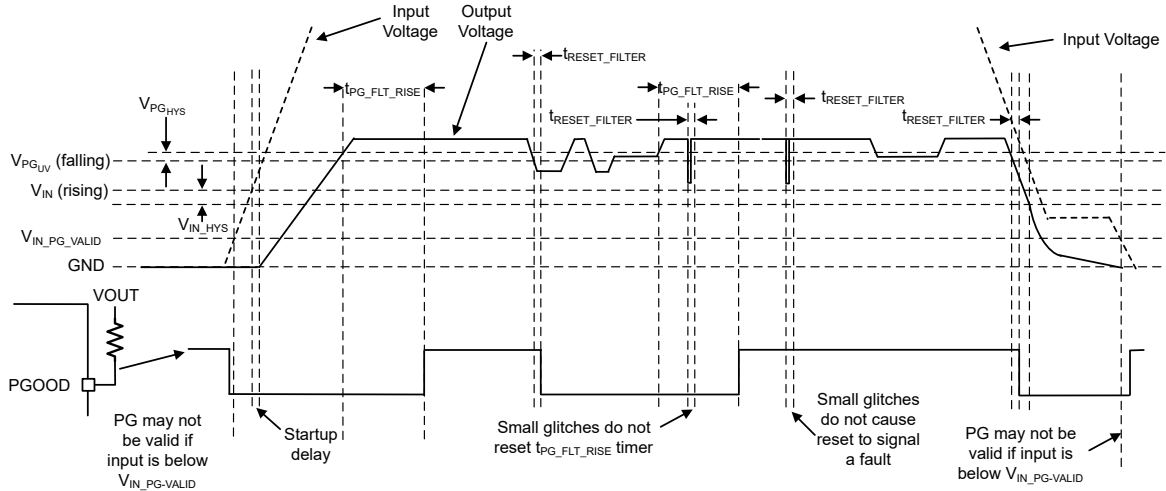 Input
Voltage
Output
Voltage
Input Voltage
tRESET_FILTER
tPG_FLT_RISE
tPG_FLT_RISE
tRESET_FILTER
tRESET_FILTER
tRESET_FILTER
VPGHYS
VPGUV (falling)
VIN (rising)
VIN_HYS
VIN_PG_VALID
GND
VOUT
PGOOD
PG may not
be valid if
input is below
VIN_PG-VALID
Startup
delay
Small glitches do not
reset tPG_FLT_RISE timer
Small glitches
do not cause
reset to signal
a fault
PG may not be
valid if input is
below VIN_PG-VALID